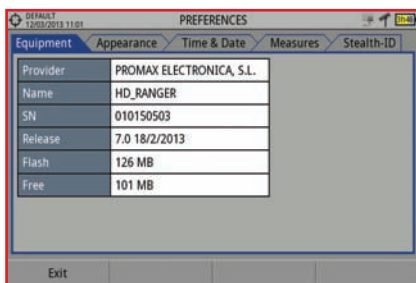 DEFAULT
12/03/2013 11:01
PREFERENCES
Equipment Appearance Time & Date Measures Stealth-ID
Provider PROMAX ELECTRONICA, S.L.
Name HD_RANGER
SN 010150503
Release 7.0 18/2/2013
Flash 126 MB
Free 101 MB
Exit